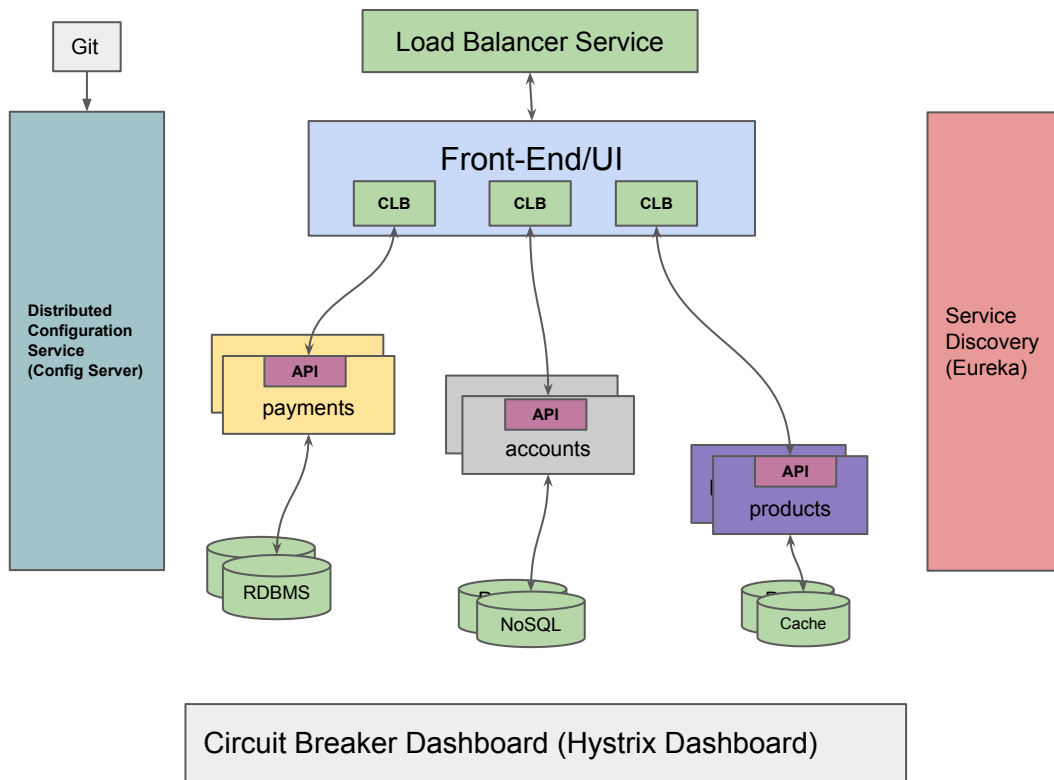 Git
Load Balancer Service
Front-End/UI
CLB
CLB
CLB
Distributed
Configuration
Service
(Config Server)
Service
Discovery
(Eureka)
API
payments
API
accounts
API
products
RDBMS
NoSQL
Cache
Circuit Breaker Dashboard (Hystrix Dashboard)